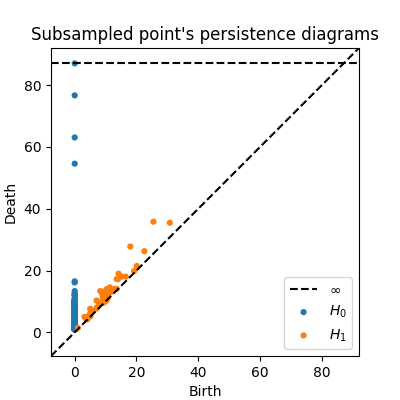 Subsampled point's persistence diagrams
80
60
40
20
0
Death
0 20 40 60 80
Birth
∞
H₀
H₁